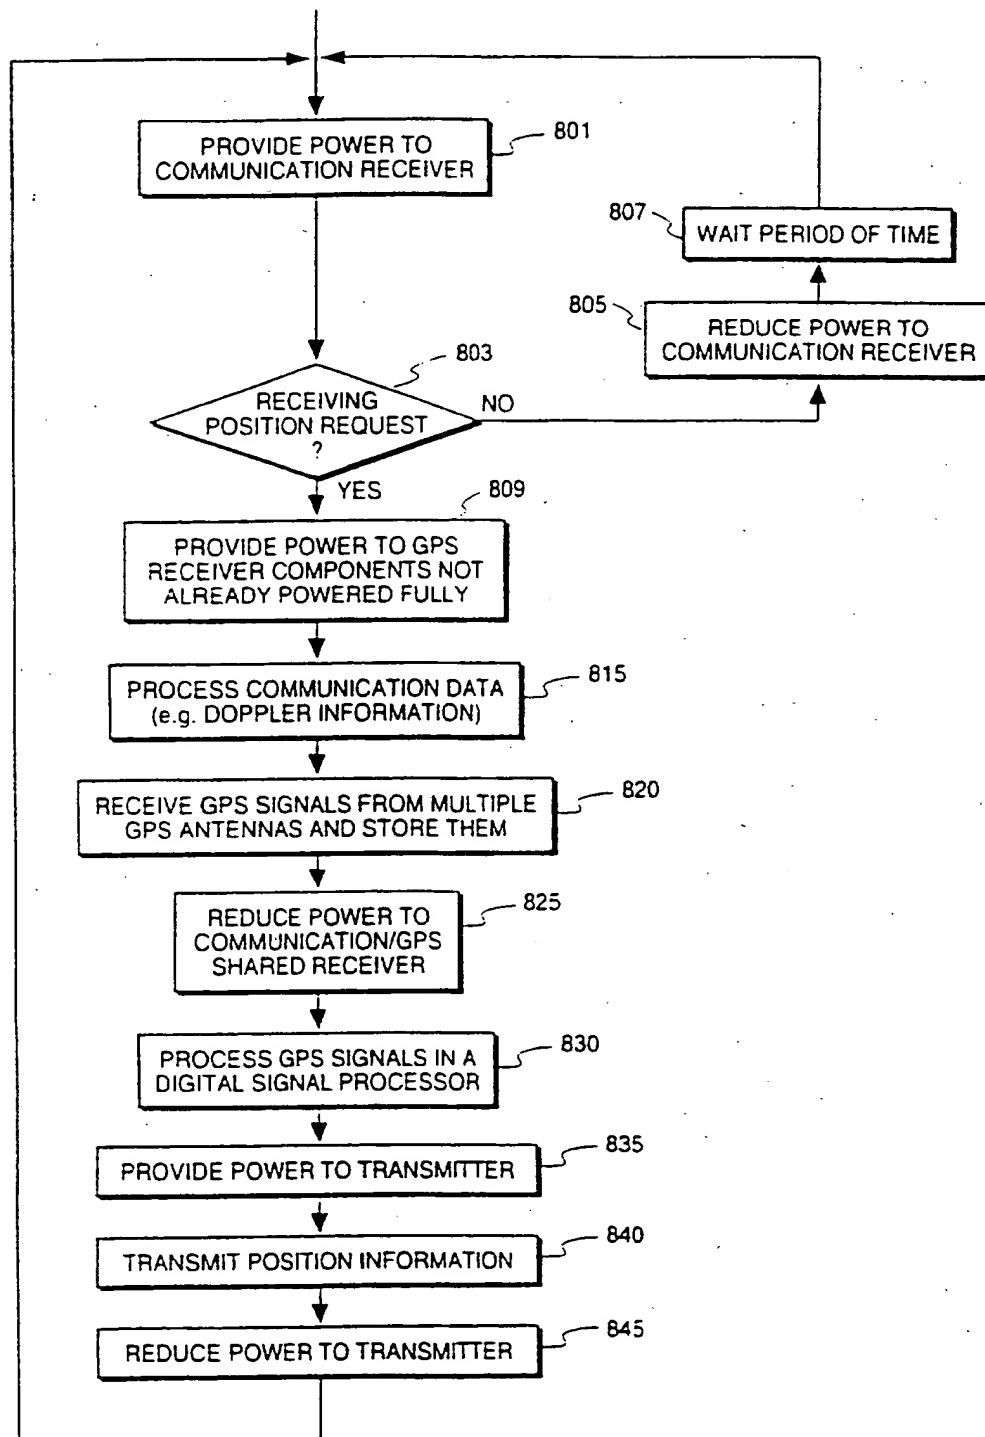 PROVIDE POWER TO
COMMUNICATION RECEIVER
801
807
WAIT PERIOD OF TIME
805
REDUCE POWER TO
COMMUNICATION RECEIVER
803
RECEIVING
POSITION REQUEST
?
NO
YES
809
PROVIDE POWER TO GPS
RECEIVER COMPONENTS NOT
ALREADY POWERED FULLY
PROCESS COMMUNICATION DATA
(e.g. DOPPLER INFORMATION)
815
RECEIVE GPS SIGNALS FROM MULTIPLE
GPS ANTENNAS AND STORE THEM
820
REDUCE POWER TO
COMMUNICATION/GPS
SHARED RECEIVER
825
PROCESS GPS SIGNALS IN A
DIGITAL SIGNAL PROCESSOR
830
PROVIDE POWER TO TRANSMITTER
835
TRANSMIT POSITION INFORMATION
840
REDUCE POWER TO TRANSMITTER
845